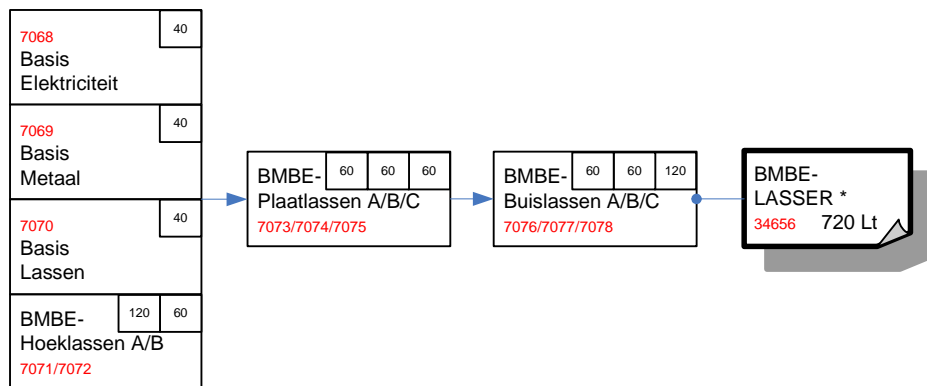 7068
40
Basis
Elektriciteit
7069
40
Basis
Metaal
7070
40
Basis
Lassen
BMBE-
120 60
Hoeklassen A/B
7071/7072
BMBE-
60 60 60
Plaatlassen A/B/C
7073/7074/7075
BMBE-
60 60 120
Buislassen A/B/C
7076/7077/7078
BMBE-
LASSER *
34656 720 Lt